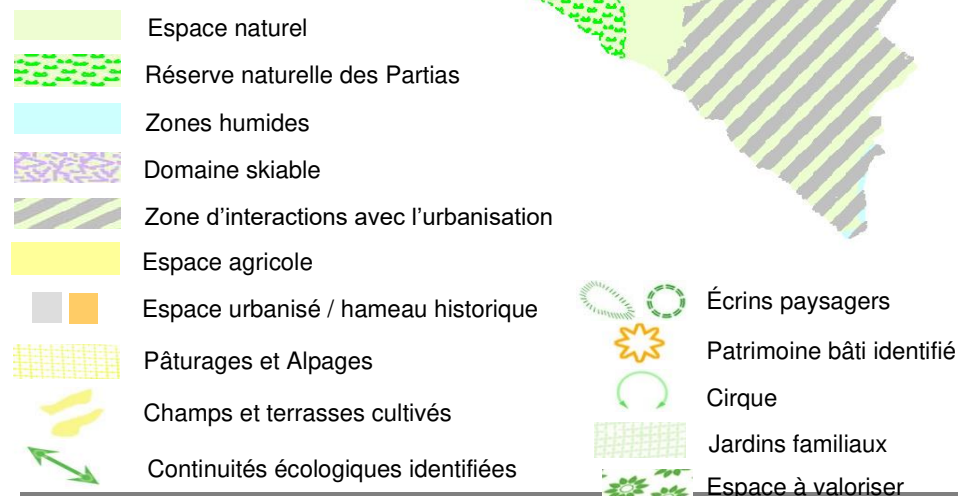 Espace naturel
Réserve naturelle des Partias
Zones humides
Domaine skiable
Zone d'interactions avec l'urbanisation
Espace agricole
Espace urbanisé / hameau historique
Pâturages et Alpages
Champs et terrasses cultivés
Continuités écologiques identifiées
Écrins paysagers
Patrimoine bâti identifié
Cirque
Jardins familiaux
Espace à valoriser